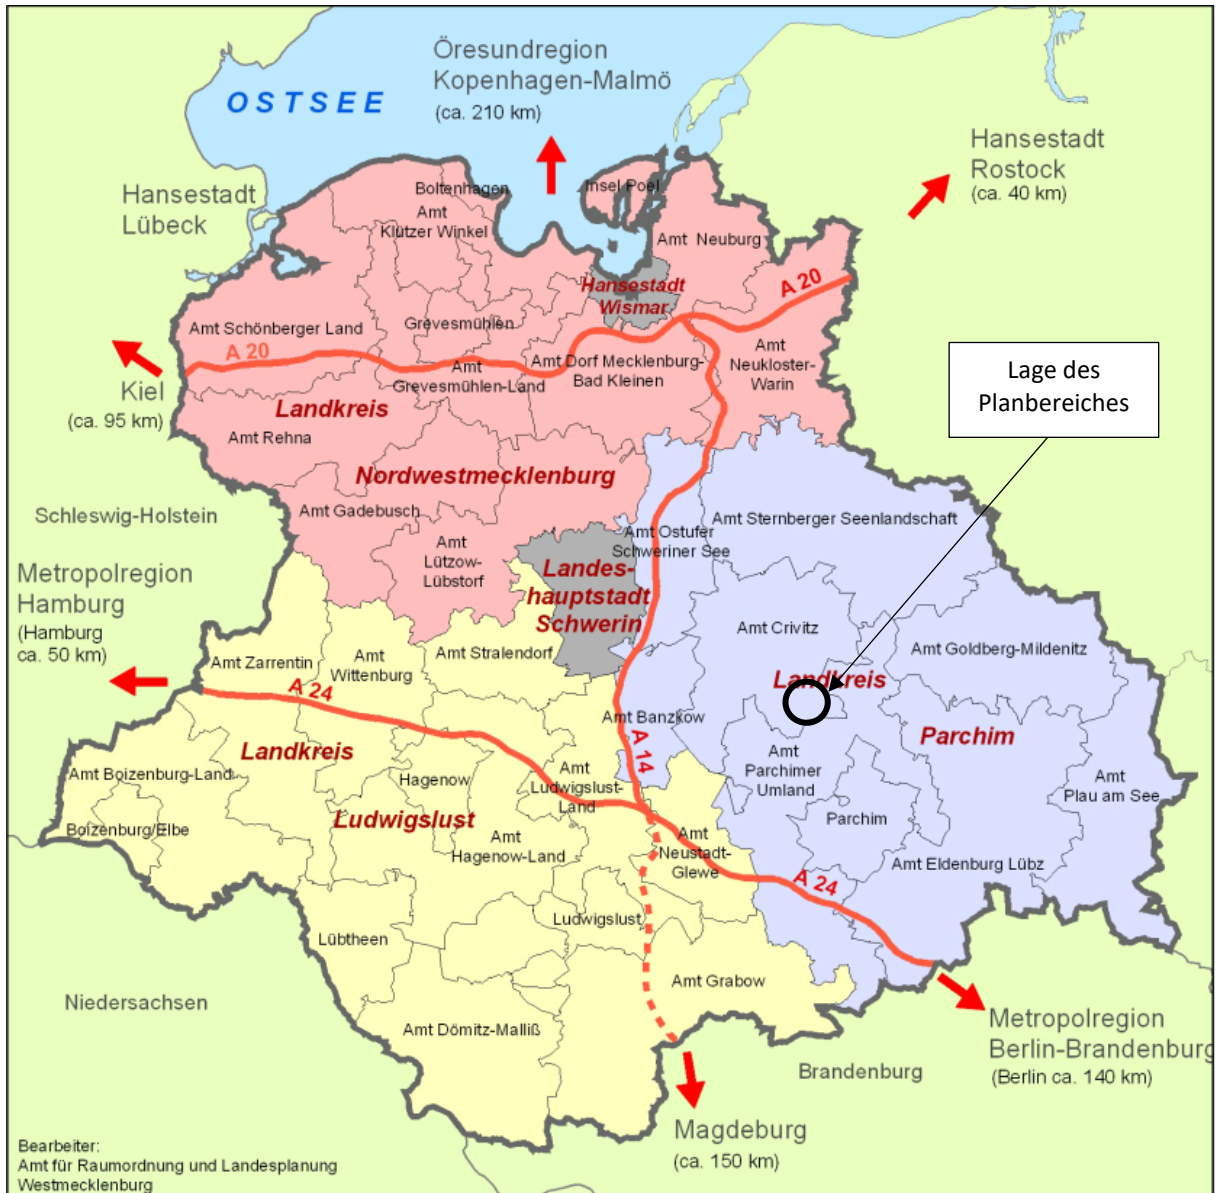 Öresundregion
Kopenhagen-Malmö
(ca. 210 km)
OSTSEE
Hansestadt
Rostock
(ca. 40 km)
Hansestadt
Lübeck
Boltenhagen
Insel Poel
Amt
Klützer Winkel
Amt Neuburg
Hansestadt
Wismar
A 20
Amt Schönberger Land
Grevesmühlen
A 20
Amt
Grevesmühlen-Land
Amt Dorf Mecklenburg-
Bad Kleinen
Amt
Neukloster-
Warin
Lage des
Planbereiches
Kiel
(ca. 95 km)
Landkreis
Nordwestmecklenburg
Amt Rehna
Amt Gadebusch
Schleswig-Holstein
Amt
Lützow-
Lübstorf
Amt Ostufer
Schweriner See
Amt Sternberger Seenlandschaft
Landes-
hauptstadt
Schwerin
Metropolregion
Hamburg
(Hamburg
ca. 50 km)
Amt Crivitz
Amt Goldberg-Mildenitz
Amt Zarrentin
Amt
Wittenburg
Amt Stralendorf
Landkreis
Parchim
A 24
Amt Banzkow
A 14
Landkreis
Ludwigslust
Amt Boizenburg-Land
Hagenow
Amt
Ludwigslust-
Land
Amt
Parchimer
Umland
Amt
Plau am See
Boizenburg/Elbe
Amt
Hagenow-Land
Amt
Neustadt-
Glewe
Parchim
Amt Eldenburg Lübz
A 24
Ludwigslust
Lübtheen
Amt Grabow
Niedersachsen
Amt Dömitz-Malliß
Metropolregion
Berlin-Brandenburg
(Berlin ca. 140 km)
Brandenburg
Magdeburg
(ca. 150 km)
Bearbeiter:
Amt für Raumordnung und Landesplanung
Westmecklenburg